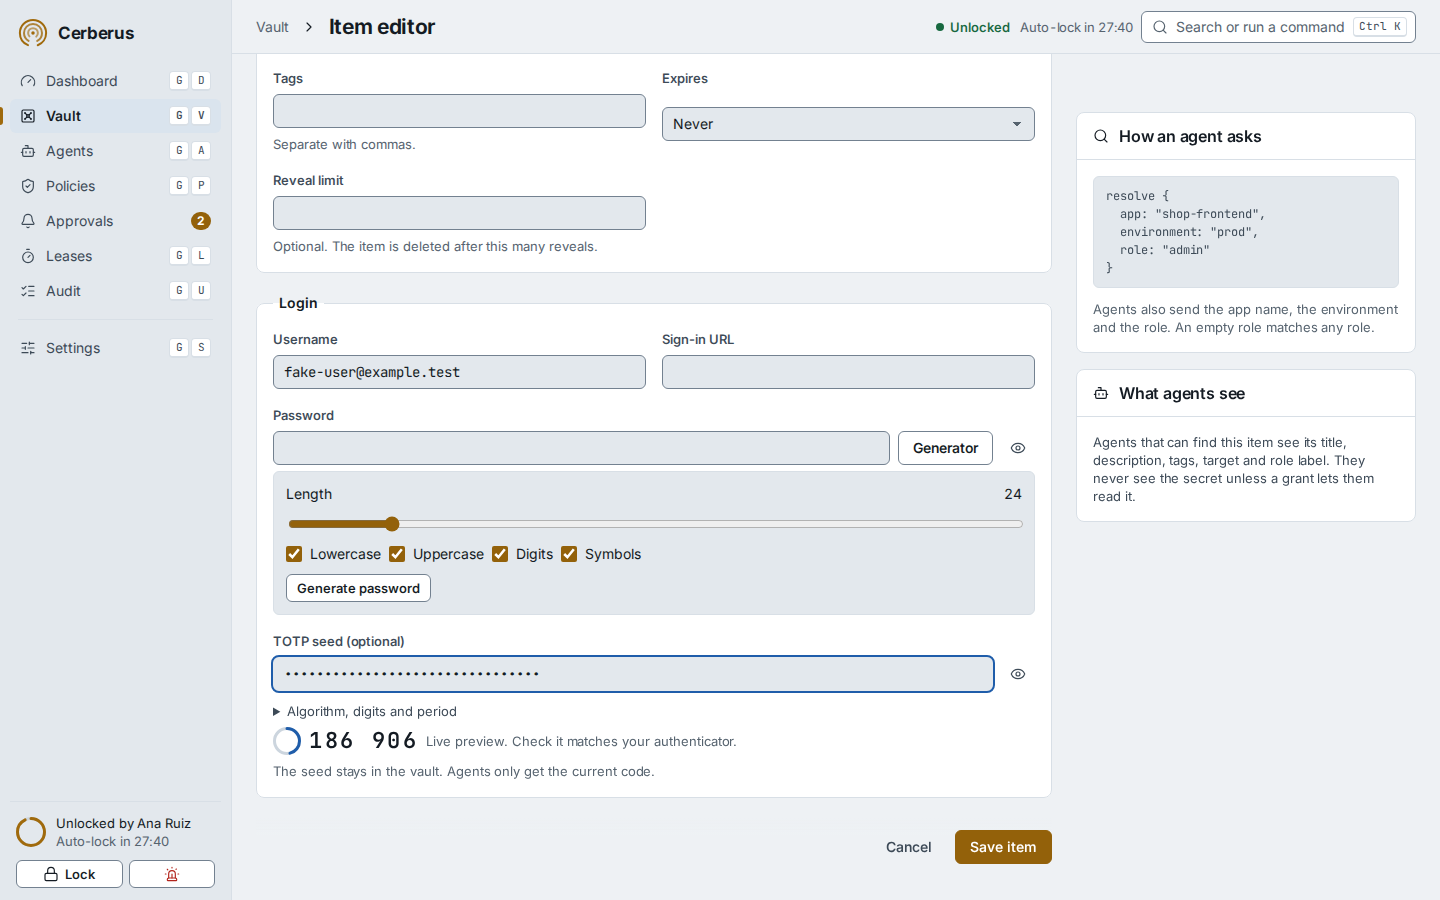 Cerberus
Dashboard G D
Vault G V
Agents G A
Policies G P
Approvals 2
Leases G L
Audit G U
Settings G S
Unlocked by Ana Ruiz
Auto-lock in 27:40
Lock
Vault > Item editor
Unlocked Auto-lock in 27:40 Search or run a command Ctrl K
Tags
Separate with commas.
Expires
Never
Reveal limit
Optional. The item is deleted after this many reveals.
Login
Username
fake-user@example.test
Sign-in URL
Password
Generator
Length 24
Lowercase Uppercase Digits Symbols
Generate password
TOTP seed (optional)
Algorithm, digits and period
186 906 Live preview. Check it matches your authenticator.
The seed stays in the vault. Agents only get the current code.
Cancel Save item
How an agent asks
resolve {
app: "shop-frontend",
environment: "prod",
role: "admin"
}
Agents also send the app name, the environment
and the role. An empty role matches any role.
What agents see
Agents that can find this item see its title,
description, tags, target and role label. They
never see the secret unless a grant lets them
read it.